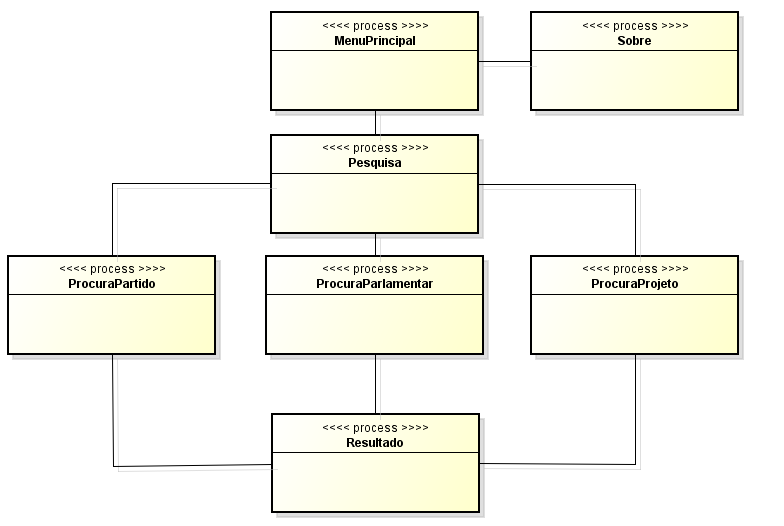 <<<< process >>>>
MenuPrincipal
<<<< process >>>>
Sobre
<<<< process >>>>
Pesquisa
<<<< process >>>>
ProcuraPartido
<<<< process >>>>
ProcuraParlamentar
<<<< process >>>>
ProcuraProjeto
<<<< process >>>>
Resultado